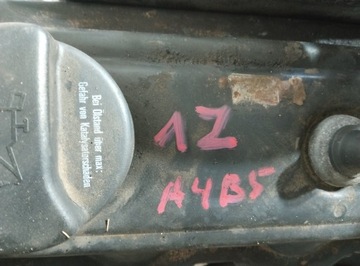 Bei Ölstand über max:
Gefahr von Katalysatorschäden
1Z
A4B5